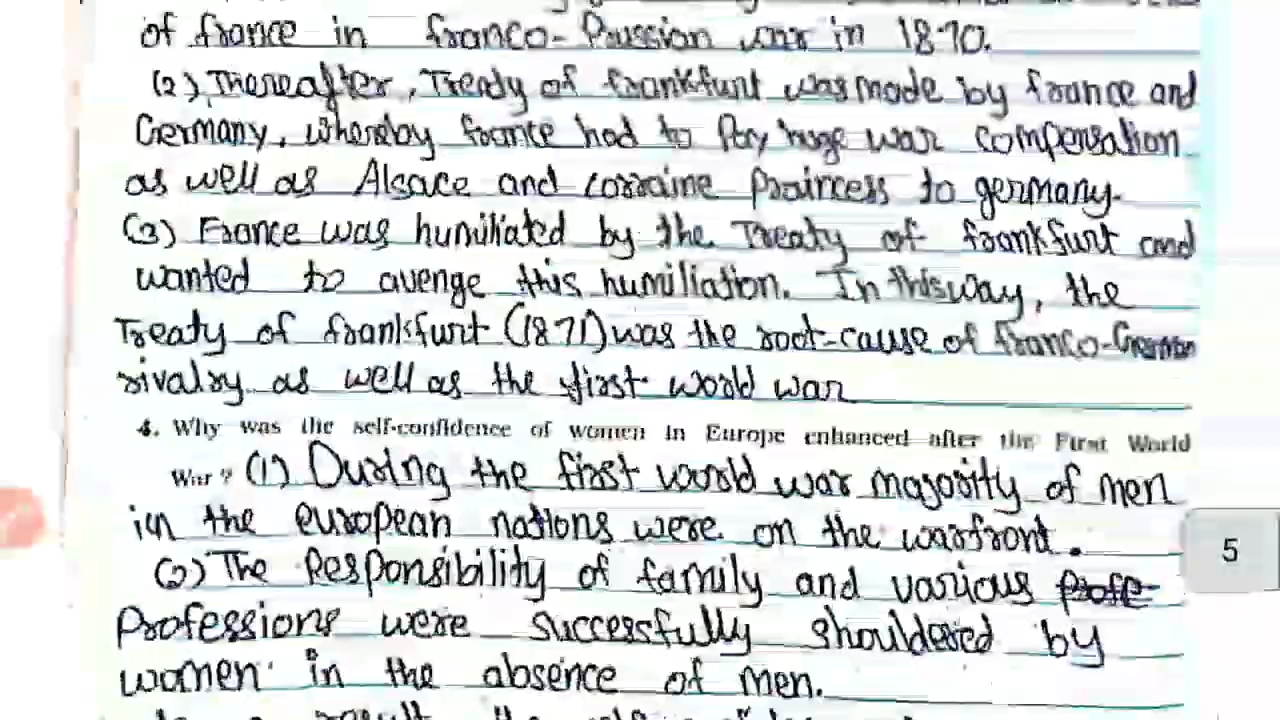 of france in franco-Prussion war in 1870.
(2) Thereafter, Treaty of frankfurt was made by france and
Germany, whereby france had to Pay huge war compensation
as well as Alsace and Lorraine Praincess to germany.
(3) France was humiliated by the Treaty of frankfurt and
wanted to avenge this humiliation. In this way, the
Treaty of frankfurt (1871) was the root-cause of franco-German
rivalry as well as the first world war
4. Why was the self-confidence of women in Europe enhanced after the First World
War? (1) During the first world war majority of men
in the european nations were on the warfront.
(2) The Responsibility of family and various profe
Professions were successfully shouldered by
women in the absence of men.
result the
5